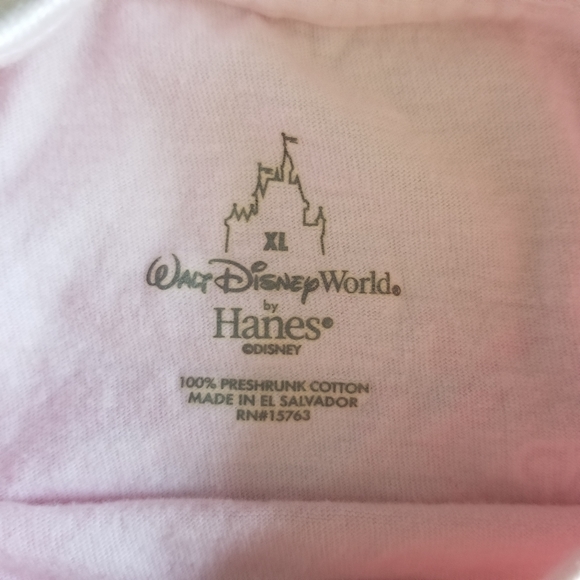 XL
Walt Disney World®
by
Hanes®
©DISNEY
100% PRESHRUNK COTTON
MADE IN EL SALVADOR
RN#15763